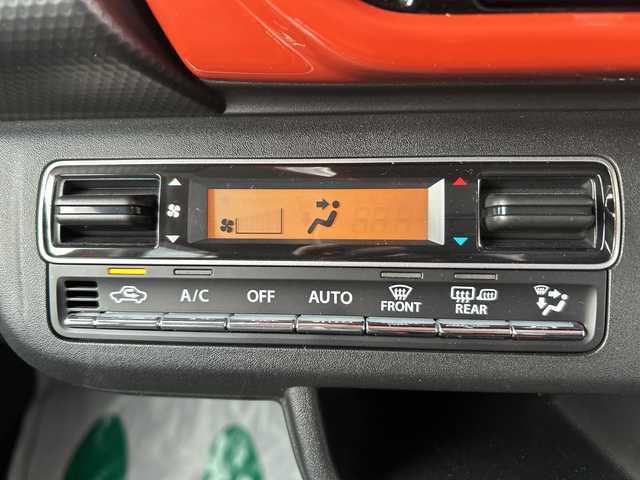 A/C OFF AUTO FRONT REAR